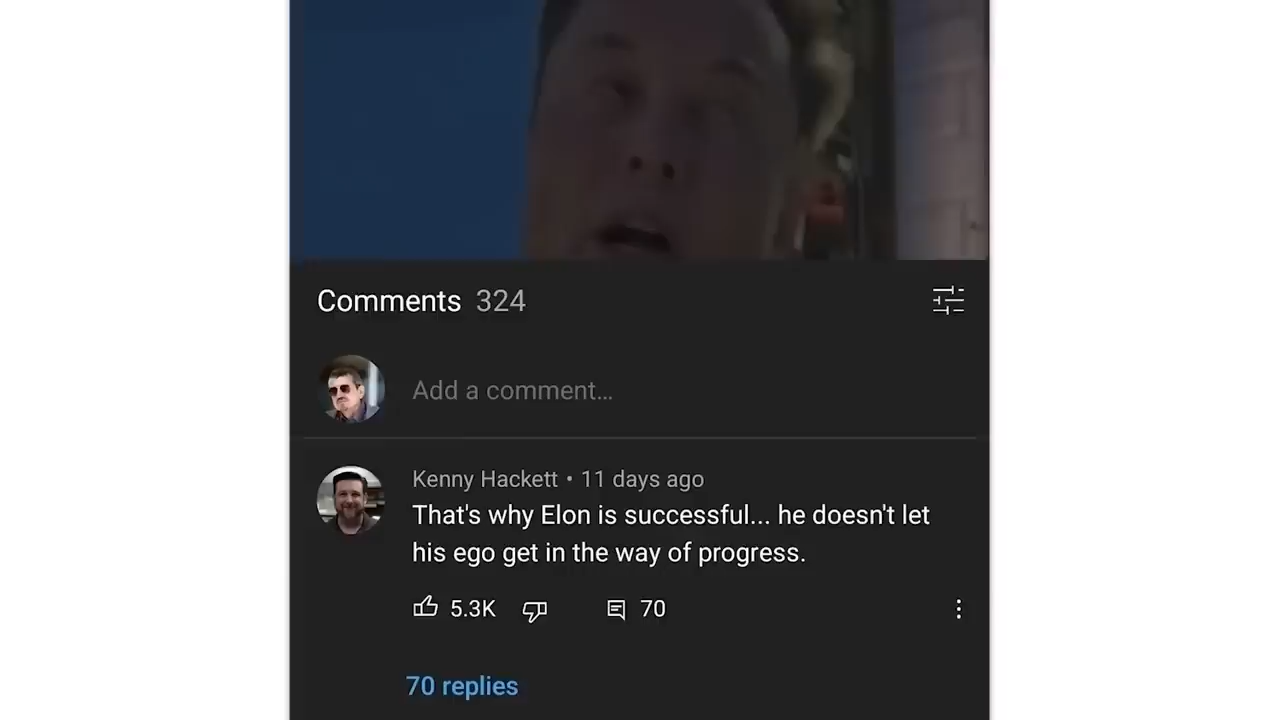 Comments 324
Add a comment...
Kenny Hackett • 11 days ago
That's why Elon is successful... he doesn't let
his ego get in the way of progress.
5.3K 70
70 replies